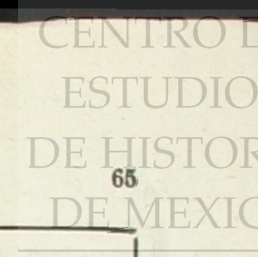 CENTRO D
ESTUDIO
DE HISTOR
65
DE MEXIC